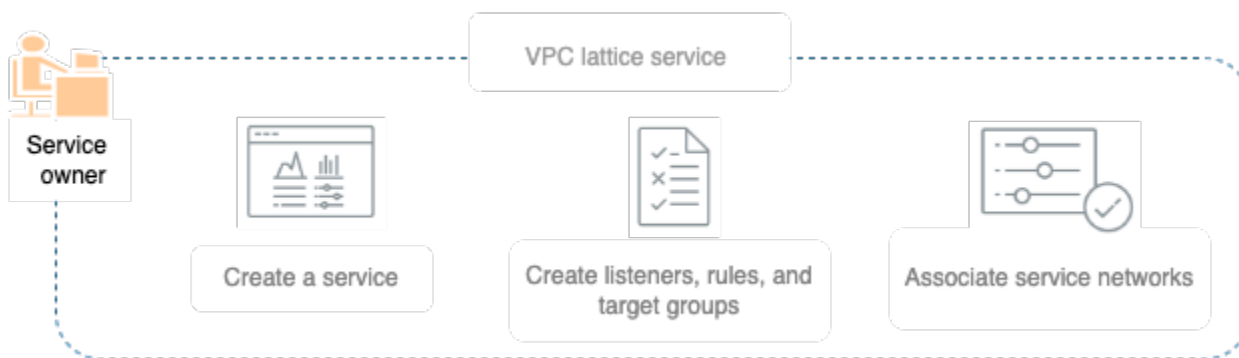 VPC lattice service
Service
owner
Create a service
Create listeners, rules, and
target groups
Associate service networks